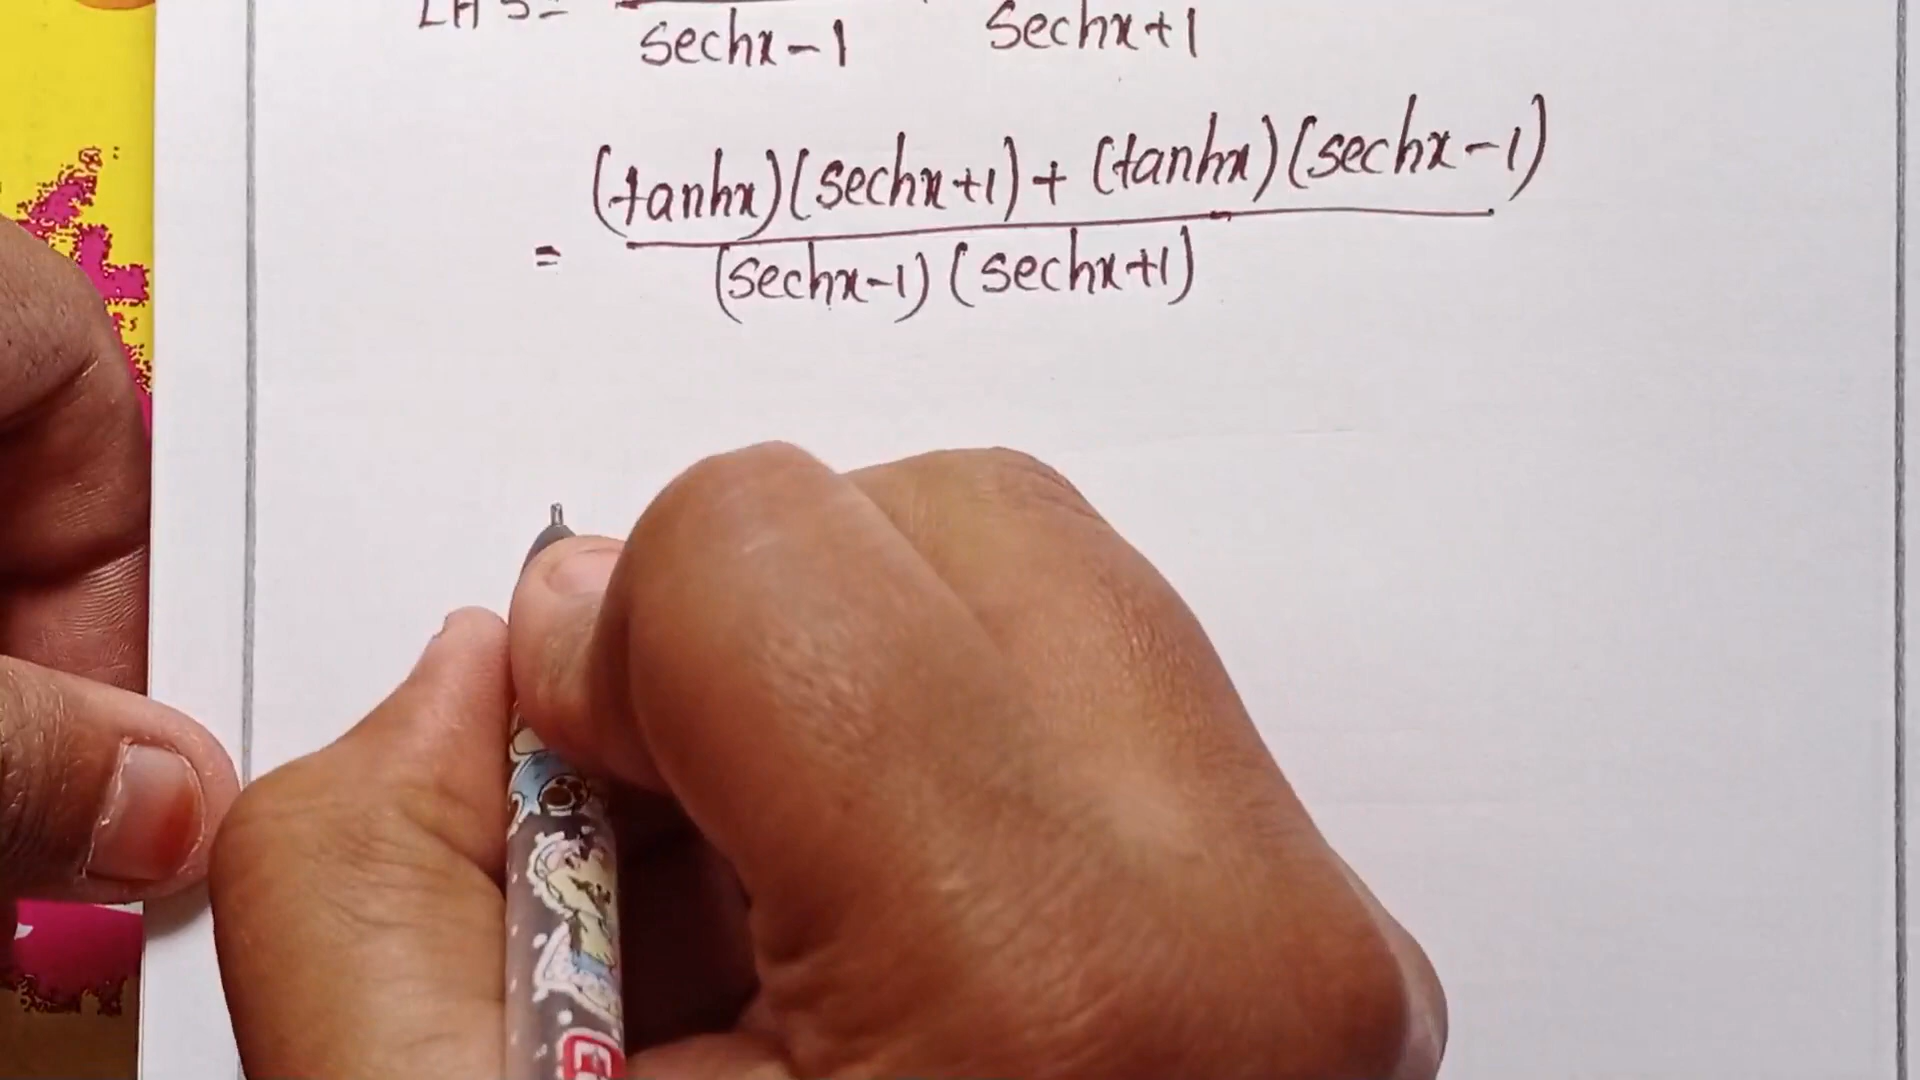 LHS=
sechx-1 sechx+1
(tanhx)(sechx+1)+(tanhx)(sechx-1)
=
(sechx-1)(sechx+1)